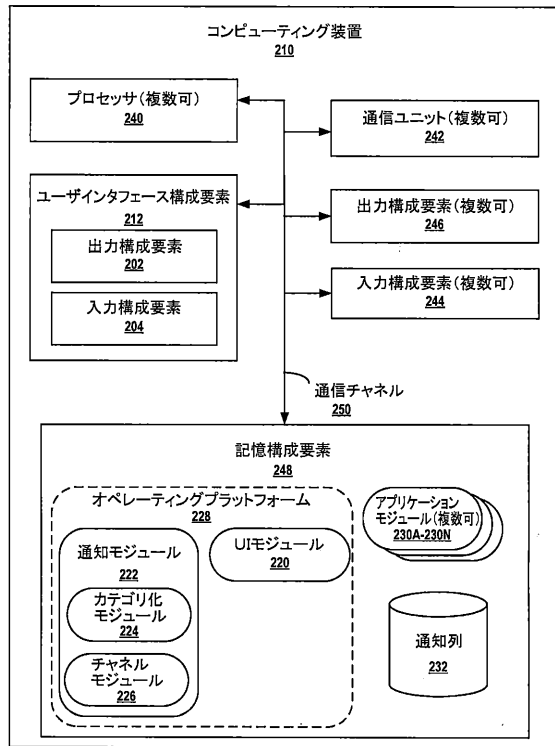 コンピューティング装置
210
プロセッサ(複数可)
240
通信ユニット(複数可)
242
ユーザインタフェース構成要素
212
出力構成要素
202
入力構成要素
204
出力構成要素(複数可)
246
入力構成要素(複数可)
244
通信チャネル
250
記憶構成要素
248
オペレーティングプラットフォーム
228
通知モジュール
222
カテゴリ化
モジュール
224
チャネル
モジュール
226
UIモジュール
220
アプリケーション
モジュール(複数可)
230A-230N
通知列
232